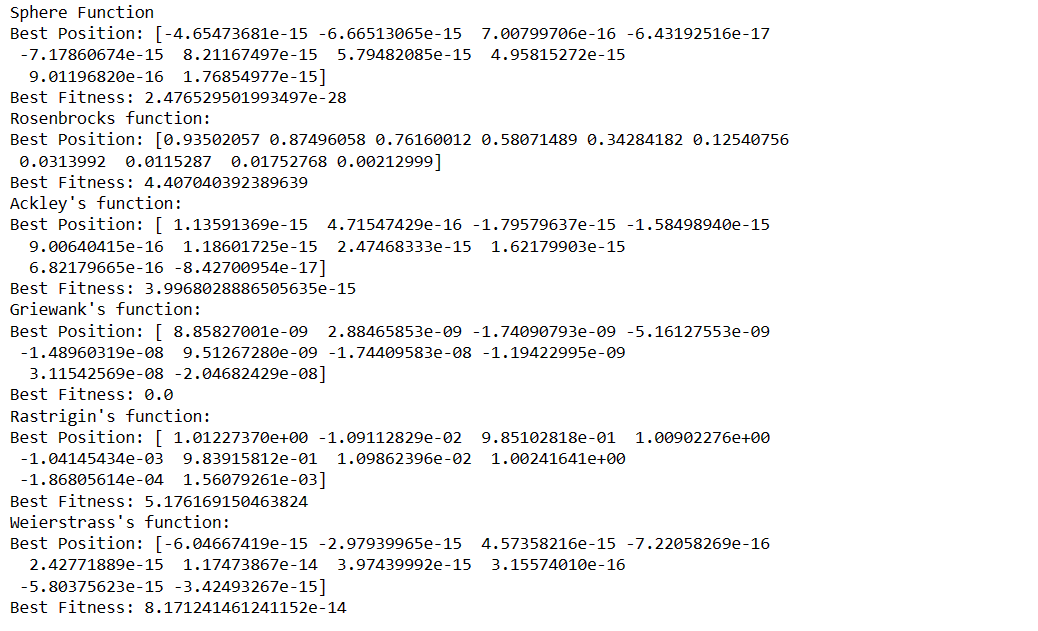 Sphere Function
Best Position: [-4.65473681e-15 -6.66513065e-15  7.00799706e-16 -6.43192516e-17
 -7.17860674e-15  8.21167497e-15  5.79482085e-15  4.95815272e-15
  9.01196820e-16  1.76854977e-15]
Best Fitness: 2.476529501993497e-28
Rosenbrocks function:
Best Position: [0.93502057 0.87496058 0.76160012 0.58071489 0.34284182 0.12540756
 0.0313992  0.0115287  0.01752768 0.00212999]
Best Fitness: 4.407040392389639
Ackley's function:
Best Position: [ 1.13591369e-15  4.71547429e-16 -1.79579637e-15 -1.58498940e-15
  9.00640415e-16  1.18601725e-15  2.47468333e-15  1.62179903e-15
  6.82179665e-16 -8.42700954e-17]
Best Fitness: 3.9968028886505635e-15
Griewank's function:
Best Position: [ 8.85827001e-09  2.88465853e-09 -1.74090793e-09 -5.16127553e-09
 -1.48960319e-08  9.51267280e-09 -1.74409583e-08 -1.19422995e-09
  3.11542569e-08 -2.04682429e-08]
Best Fitness: 0.0
Rastrigin's function:
Best Position: [ 1.01227370e+00 -1.09112829e-02  9.85102818e-01  1.00902276e+00
 -1.04145434e-03  9.83915812e-01  1.09862396e-02  1.00241641e+00
 -1.86805614e-04  1.56079261e-03]
Best Fitness: 5.176169150463824
Weierstrass's function:
Best Position: [-6.04667419e-15 -2.97939965e-15  4.57358216e-15 -7.22058269e-16
  2.42771889e-15  1.17473867e-14  3.97439992e-15  3.15574010e-16
 -5.80375623e-15 -3.42493267e-15]
Best Fitness: 8.171241461241152e-14